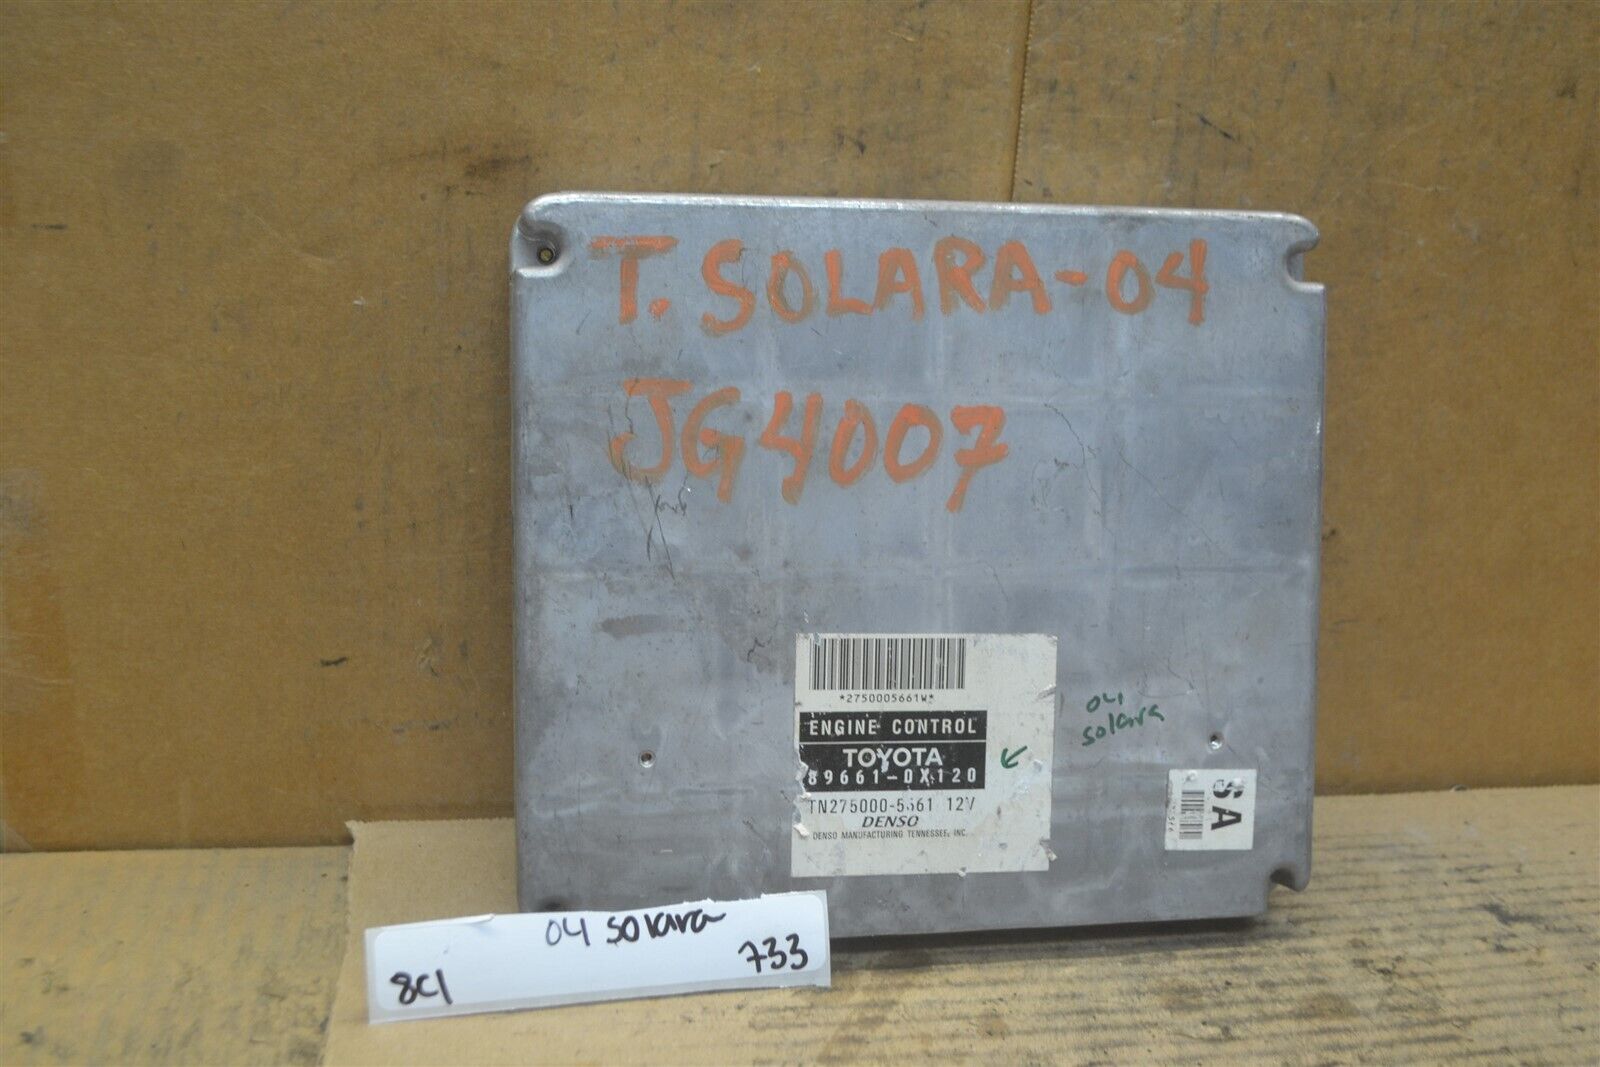 T. SOLARA-04
JG4007
*2750005661W*
ENGINE CONTROL
TOYOTA
89661-0X120
TN275000-5661 12V
DENSO
DENSO MANUFACTURING TENNESSEE, INC.
04
solara
SA
04 solara
733
8C1